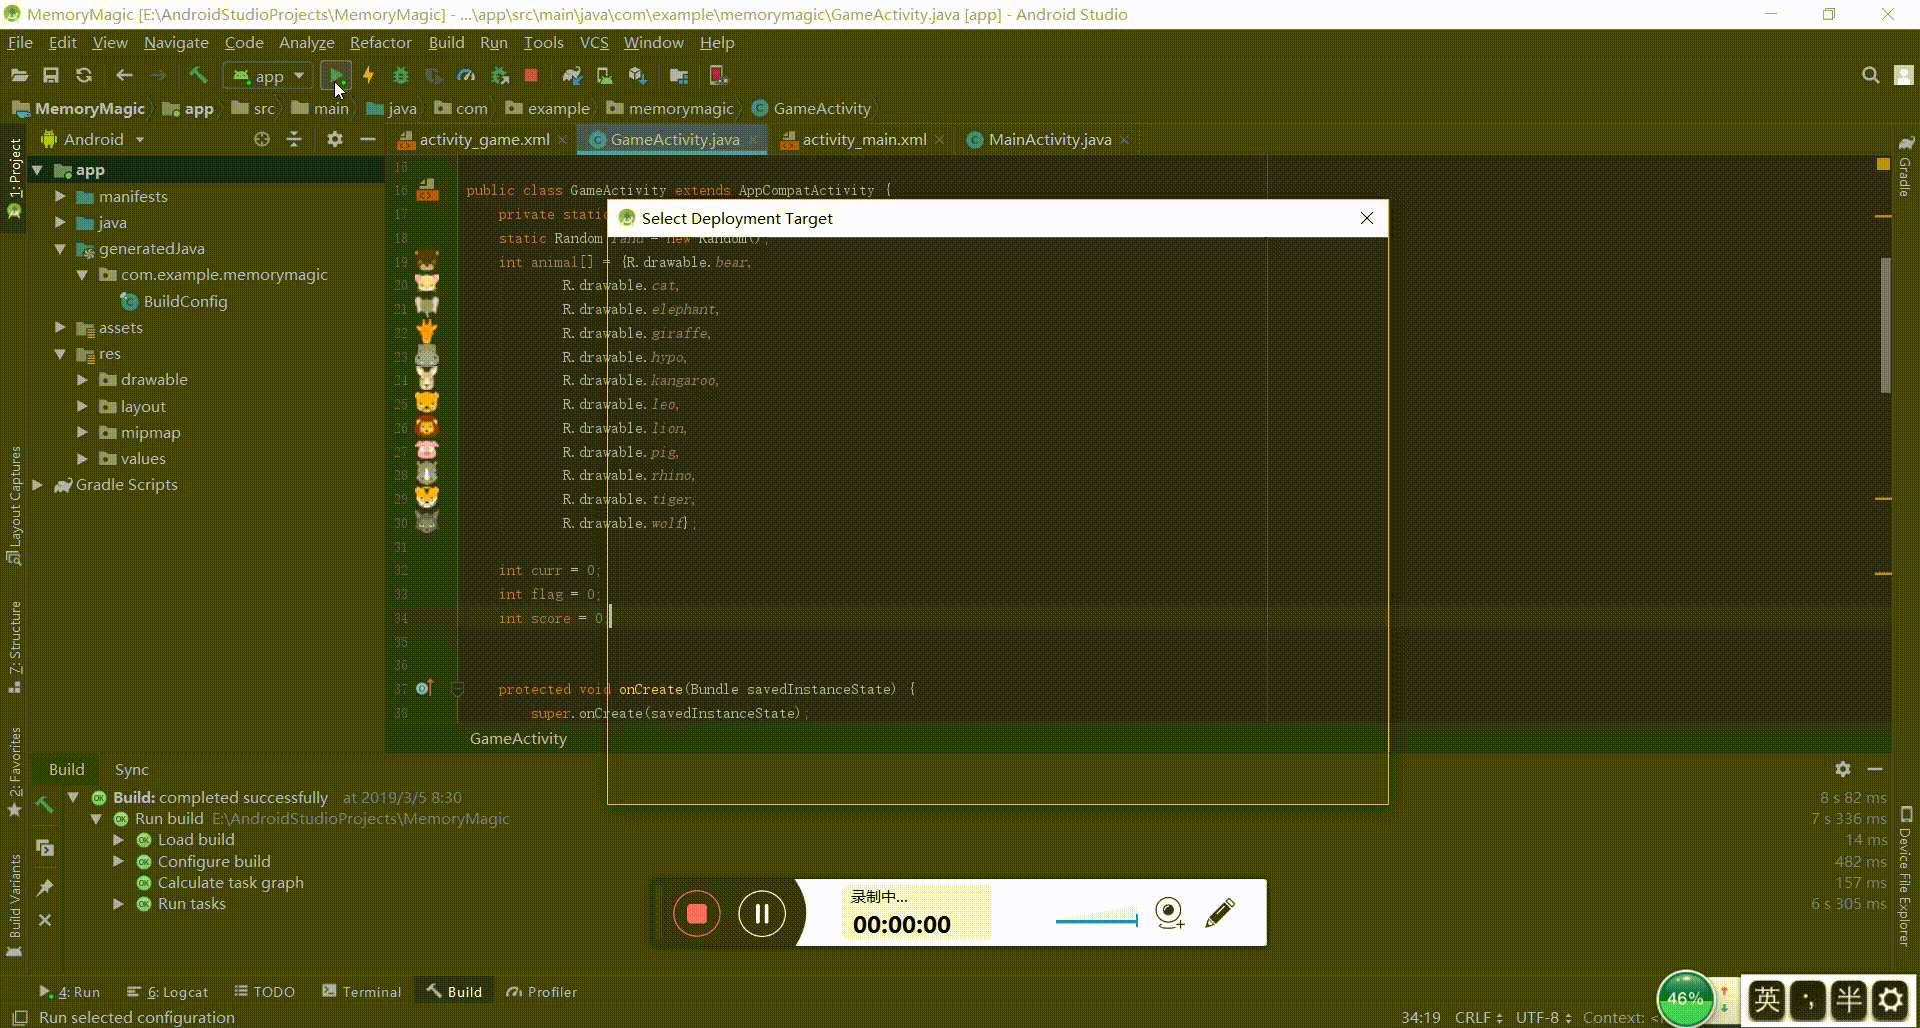 MemoryMagic [E:\AndroidStudioProjects\MemoryMagic] - ...\app\src\main\java\com\example\memorymagic\GameActivity.java [app] - Android Studio
File Edit View Navigate Code Analyze Refactor Build Run Tools VCS Window Help
app
MemoryMagic app src main java com example memorymagic GameActivity
Android
activity_game.xml GameActivity.java activity_main.xml MainActivity.java
1: Project
Layout Captures
7: Structure
2: Favorites
Build Variants
Gradle
Device File Explorer
app
manifests
java
generatedJava
com.example.memorymagic
BuildConfig
assets
res
drawable
layout
mipmap
values
Gradle Scripts
15
16 public class GameActivity extends AppCompatActivity {
17 private static
Select Deployment Target
18 static Random rand = new Random();
19 int animal[] = {R.drawable.bear,
20 R.drawable.cat,
21 R.drawable.elephant,
22 R.drawable.giraffe,
23 R.drawable.hypo,
24 R.drawable.kangaroo,
25 R.drawable.leo,
26 R.drawable.lion,
27 R.drawable.pig,
28 R.drawable.rhino,
29 R.drawable.tiger,
30 R.drawable.wolf};
31
32 int curr = 0;
33 int flag = 0;
34 int score = 0
35
36
37 protected void onCreate(Bundle savedInstanceState) {
38 super.onCreate(savedInstanceState);
GameActivity
Build Sync
Build: completed successfully at 2019/3/5 8:30 8 s 82 ms
Run build E:\AndroidStudioProjects\MemoryMagic 7 s 336 ms
Load build 14 ms
Configure build 482 ms
Calculate task graph 157 ms
Run tasks 6 s 305 ms
录制中...
00:00:00
4: Run 6: Logcat TODO Terminal Build Profiler
46%
英 半
Run selected configuration 34:19 CRLF UTF-8 Context: